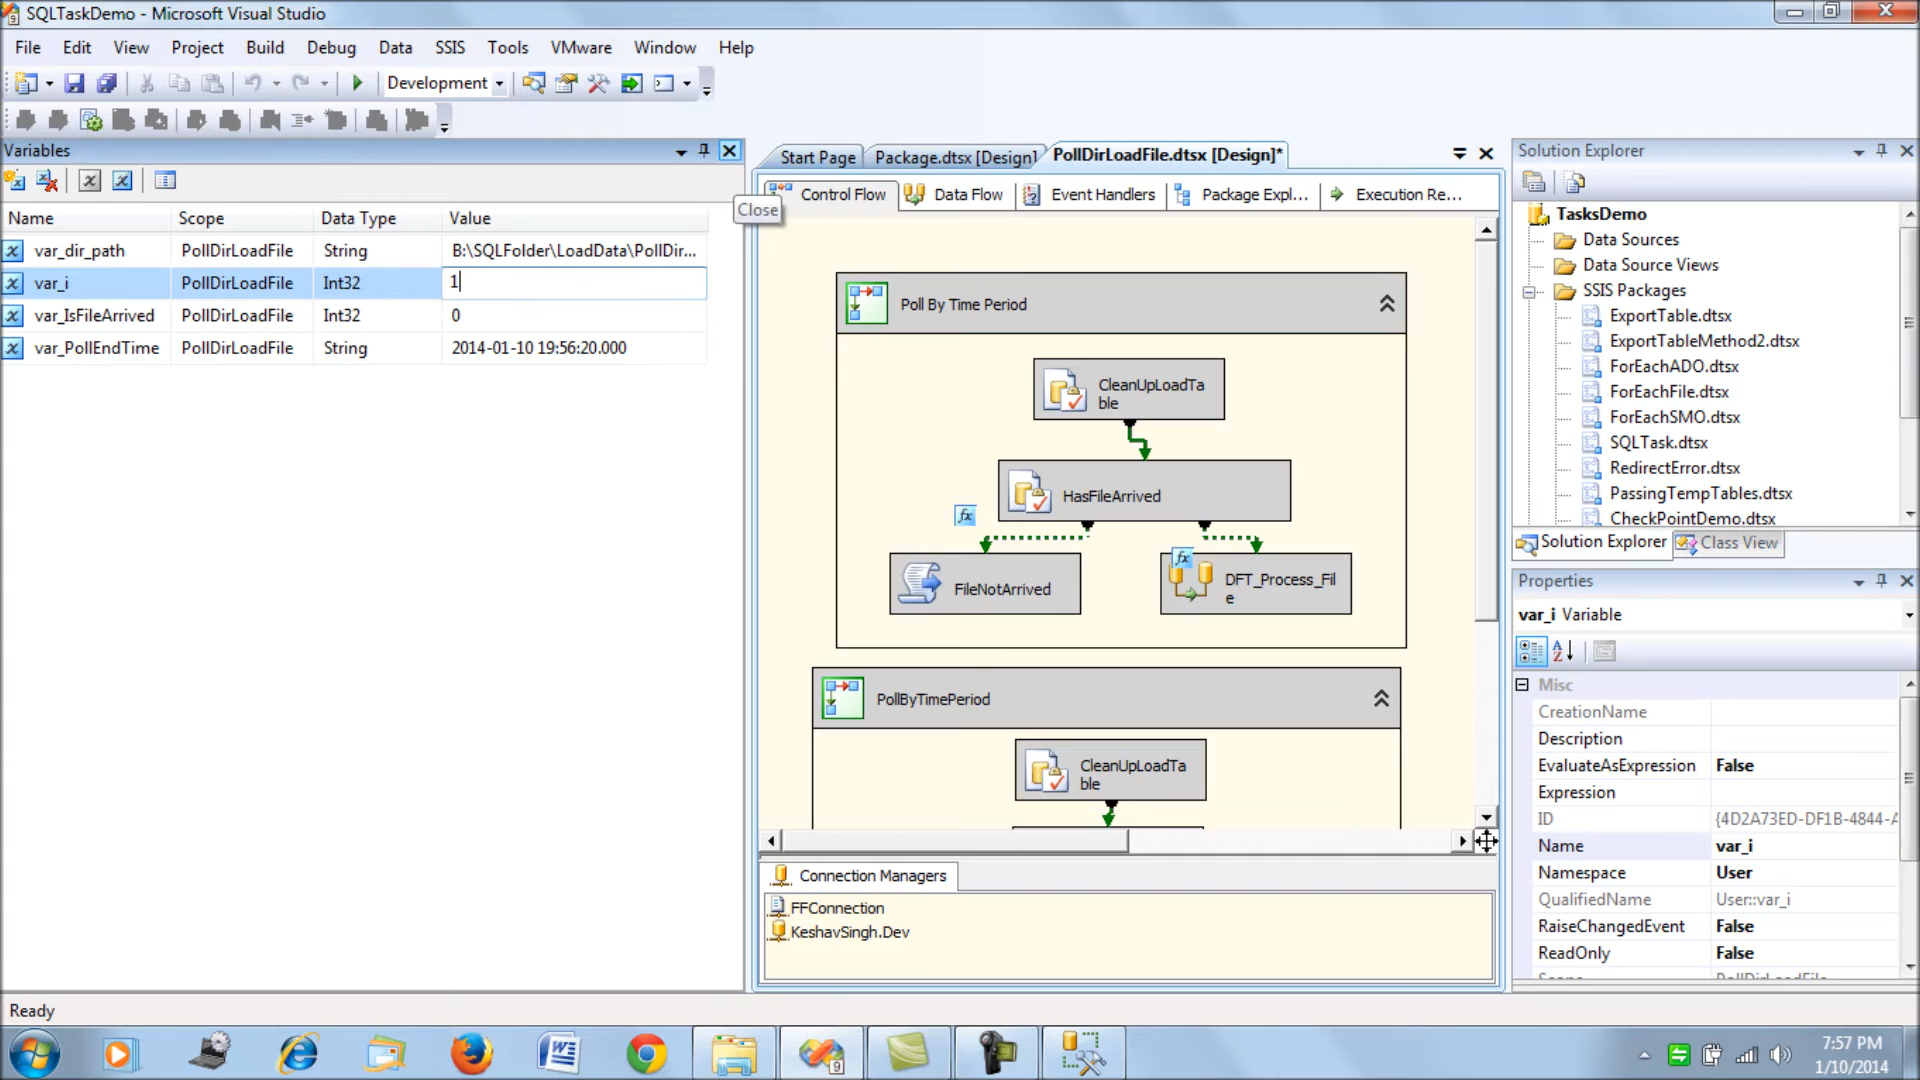 SQLTaskDemo - Microsoft Visual Studio
File Edit View Project Build Debug Data SSIS Tools VMware Window Help
Development
Variables
Name Scope Data Type Value
var_dir_path PollDirLoadFile String B:\SQLFolder\LoadData\PollDir...
var_i PollDirLoadFile Int32 1
var_IsFileArrived PollDirLoadFile Int32 0
var_PollEndTime PollDirLoadFile String 2014-01-10 19:56:20.000
Close
Start Page Package.dtsx [Design] PollDirLoadFile.dtsx [Design]*
Control Flow Data Flow Event Handlers Package Expl... Execution Re...
Poll By Time Period
CleanUpLoadTa
ble
HasFileArrived
fx
fx
FileNotArrived
DFT_Process_Fil
e
PollByTimePeriod
CleanUpLoadTa
ble
Connection Managers
FFConnection
KeshavSingh.Dev
Solution Explorer
TasksDemo
Data Sources
Data Source Views
SSIS Packages
ExportTable.dtsx
ExportTableMethod2.dtsx
ForEachADO.dtsx
ForEachFile.dtsx
ForEachSMO.dtsx
SQLTask.dtsx
RedirectError.dtsx
PassingTempTables.dtsx
CheckPointDemo.dtsx
Solution Explorer Class View
Properties
var_i Variable
Misc
CreationName
Description
EvaluateAsExpression False
Expression
ID {4D2A73ED-DF1B-4844-A
Name var_i
Namespace User
QualifiedName User::var_i
RaiseChangedEvent False
ReadOnly False
Scope PollDirLoadFile
Ready
7:57 PM
1/10/2014